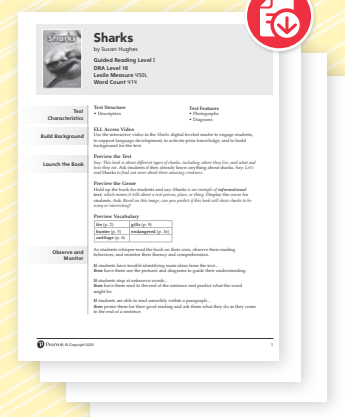 Sharks
Sharks
by Susan Hughes
Guided Reading Level I
DRA Level 16
Lexile Measure 450L
Word Count 414
Text
Characteristics
Text Structure
• Description
Text Features
• Photographs
• Diagrams
Build Background
ELL Access Video
Use the interactive video in the Sharks digital leveled reader to engage students,
to support language development, to activate prior knowledge, and to build
background for the text.
Launch the Book
Preview the Text
Say: This book is about different types of sharks, including where they live, and what and
how they eat. Ask students if they already know anything about sharks. Say: Let's
read Sharks to find out more about these amazing creatures.
Preview the Genre
Hold up the book for students and say: Sharks is an example of informational
text, which means it tells about a real person, place, or thing. Display the cover for
students. Ask: Based on this image, can you predict if this book will show sharks to be
scary or interesting?
Preview Vocabulary
fin (p. 2)
gills (p. 9)
hunter (p. 5)
endangered (p. 16)
cartilage (p. 6)
Observe and
Monitor
As students whisper-read the book on their own, observe their reading
behaviors, and monitor their fluency and comprehension.
If students have trouble identifying main ideas from the text...
then have them use the pictures and diagrams to guide their understanding.
If students stop at unknown words...
then have them read to the end of the sentence and predict what the word
might be.
If students are able to read smoothly within a paragraph...
then praise them for their good reading and ask them what they do as they come
to the end of a sentence.
Pearson © Copyright 2020
1